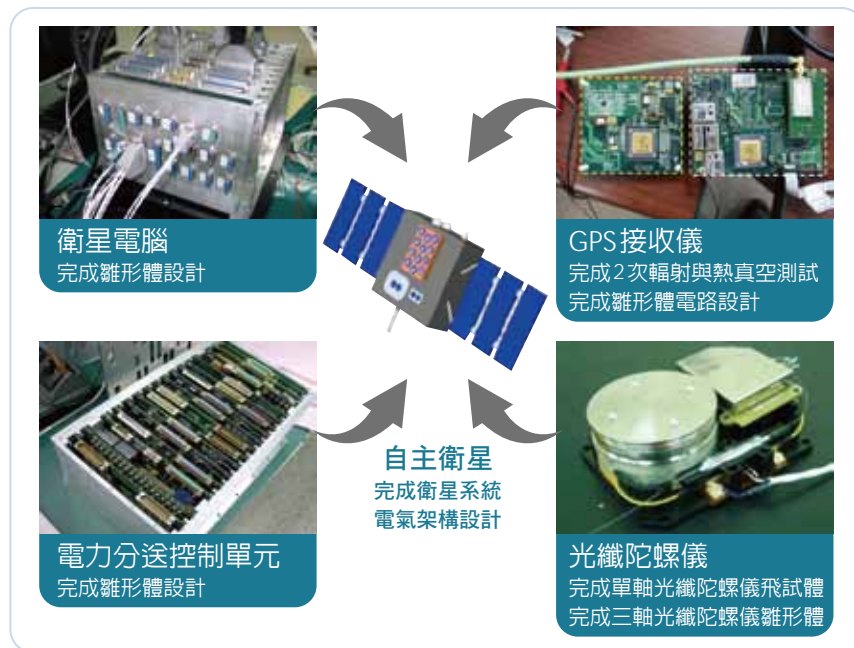 衛星電腦
完成雛形體設計
GPS接收儀
完成2次輻射與熱真空測試
完成雛形體電路設計
自主衛星
完成衛星系統
電氣架構設計
電力分送控制單元
完成雛形體設計
光纖陀螺儀
完成單軸光纖陀螺儀飛試體
完成三軸光纖陀螺儀雛形體